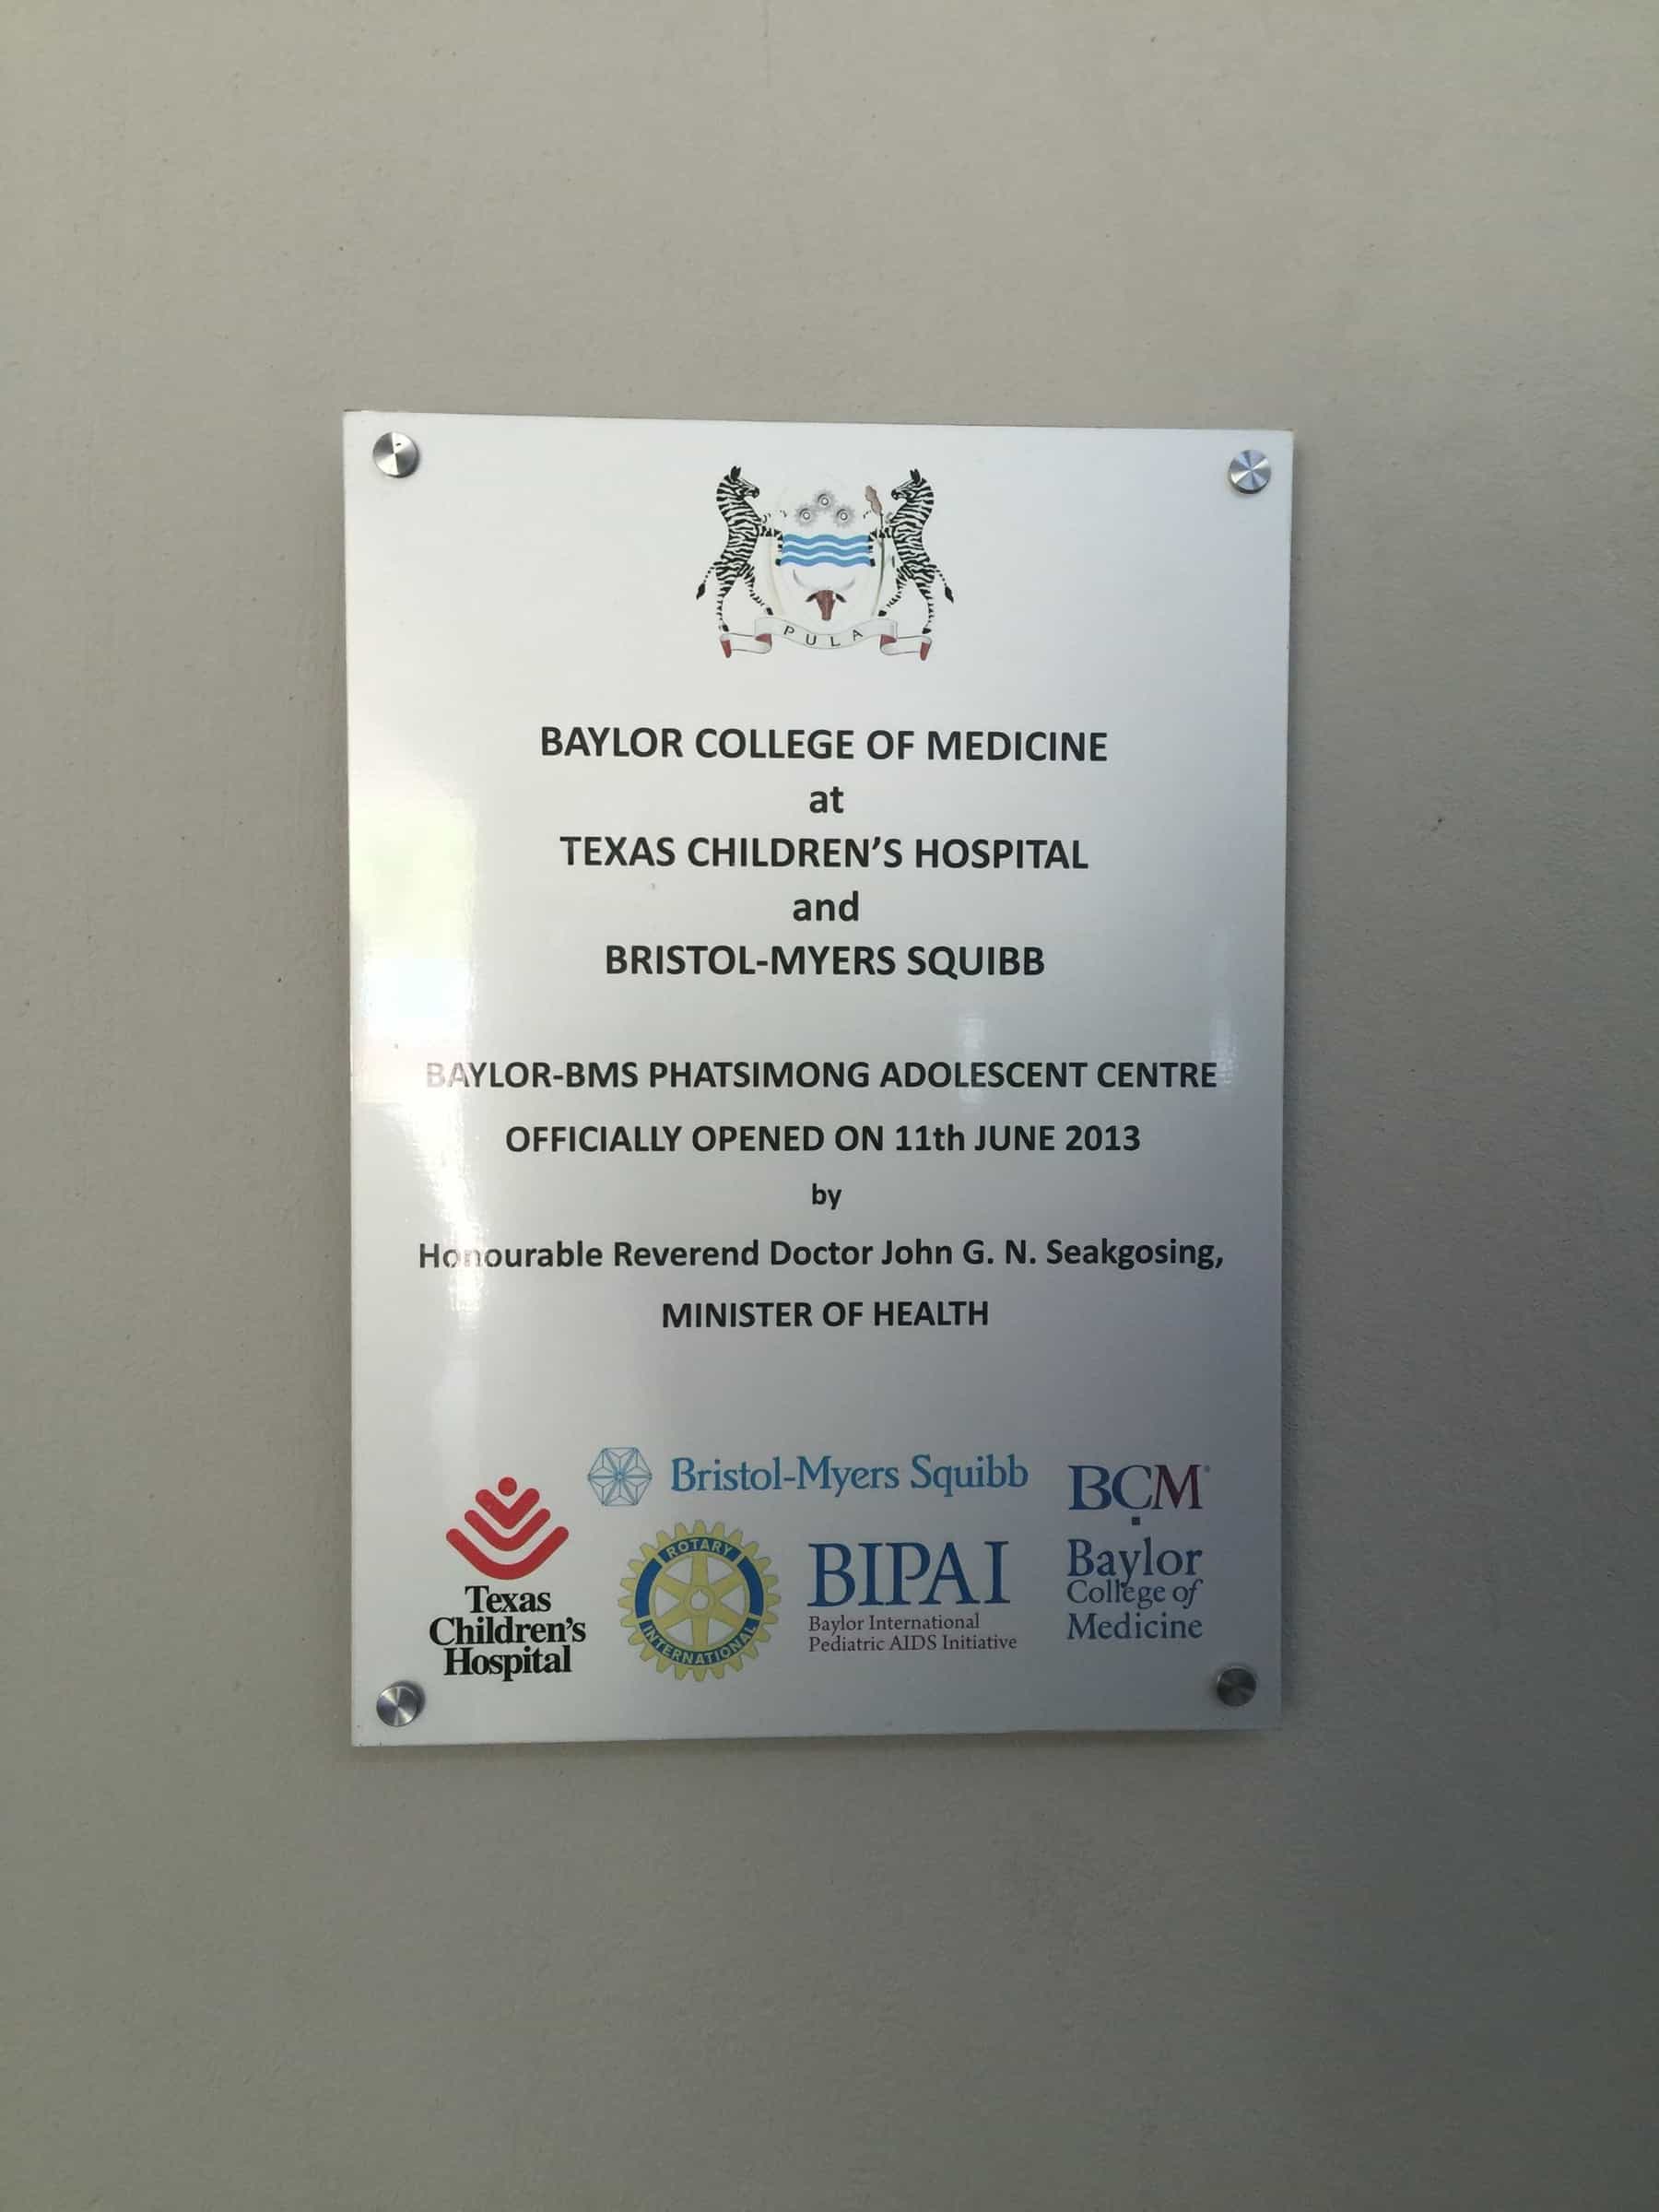 PULA
BAYLOR COLLEGE OF MEDICINE
at
TEXAS CHILDREN'S HOSPITAL
and
BRISTOL-MYERS SQUIBB
BAYLOR-BMS PHATSIMONG ADOLESCENT CENTRE
OFFICIALLY OPENED ON 11th JUNE 2013
by
Honourable Reverend Doctor John G. N. Seakgosing,
MINISTER OF HEALTH
Texas
Children's
Hospital
Bristol-Myers Squibb
ROTARY
INTERNATIONAL
BIPAI
Baylor International
Pediatric AIDS Initiative
BCM®
Baylor
College of
Medicine